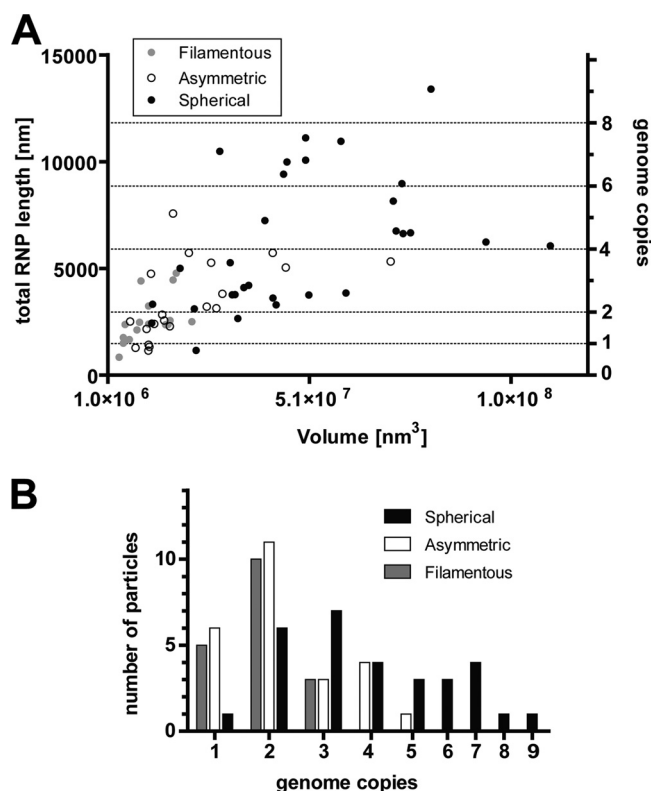 A
Filamentous
Asymmetric
Spherical
15000
10000
5000
0
total RNP length [nm]
8
6
4
2
1
0
genome copies
1.0× 10 6
5.1×10 7
1.0× 10 8
Volume [nm3]
B
Spherical
Asymmetric
Filamentous
10
5
0
number of particles
1 2 3 4 5 6 7 8 9
genome copies